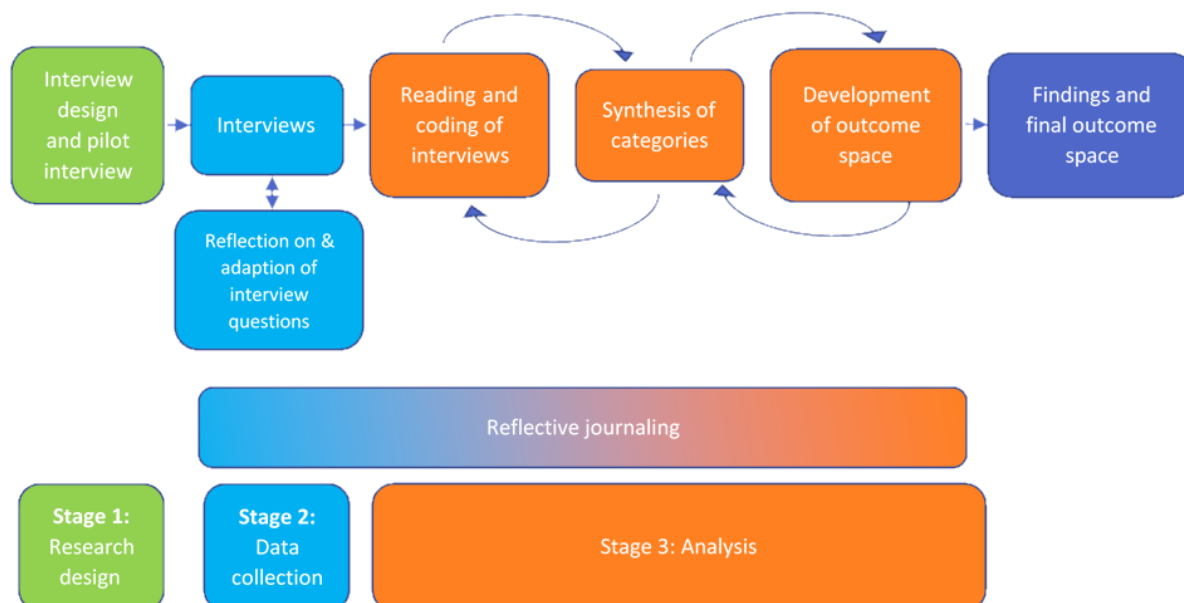 Interview
design
and pilot
interview
Interviews
Reading and
coding of
interviews
Synthesis of
categories
Development
of outcome
space
Findings and
final outcome
space
Reflection on &
adaption of
interview
questions
Reflective journaling
Stage 1:
Research
design
Stage 2:
Data
collection
Stage 3: Analysis